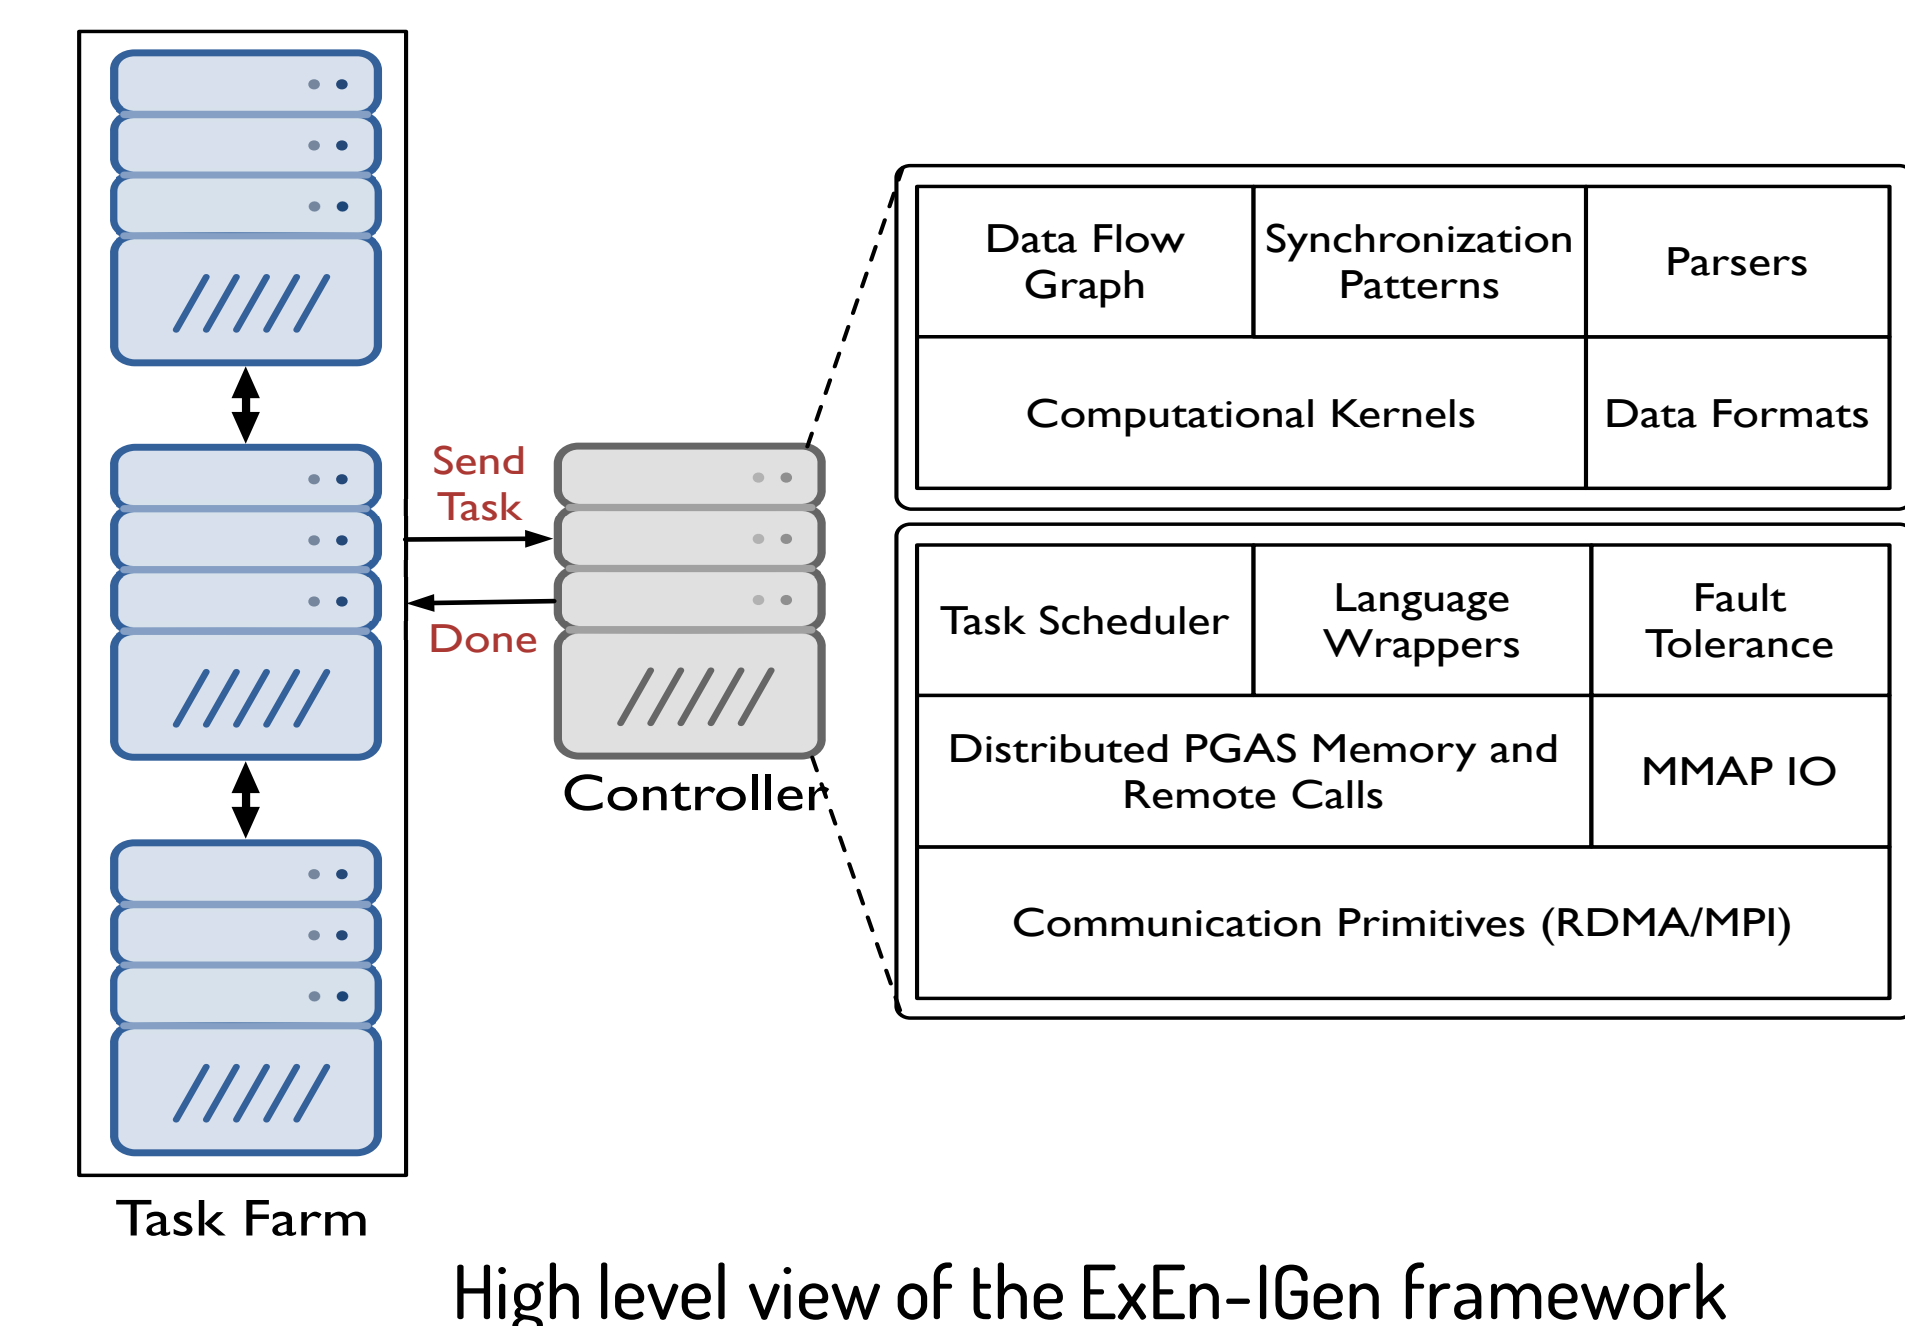 Data Flow
Graph
Synchronization
Patterns
Parsers
Computational Kernels
Data Formats
Send
Task
Done
Controller
Task Scheduler
Language
Wrappers
Fault
Tolerance
Distributed PGAS Memory and
Remote Calls
MMAP IO
Communication Primitives (RDMA/MPI)
Task Farm
High level view of the ExEn-IGen framework